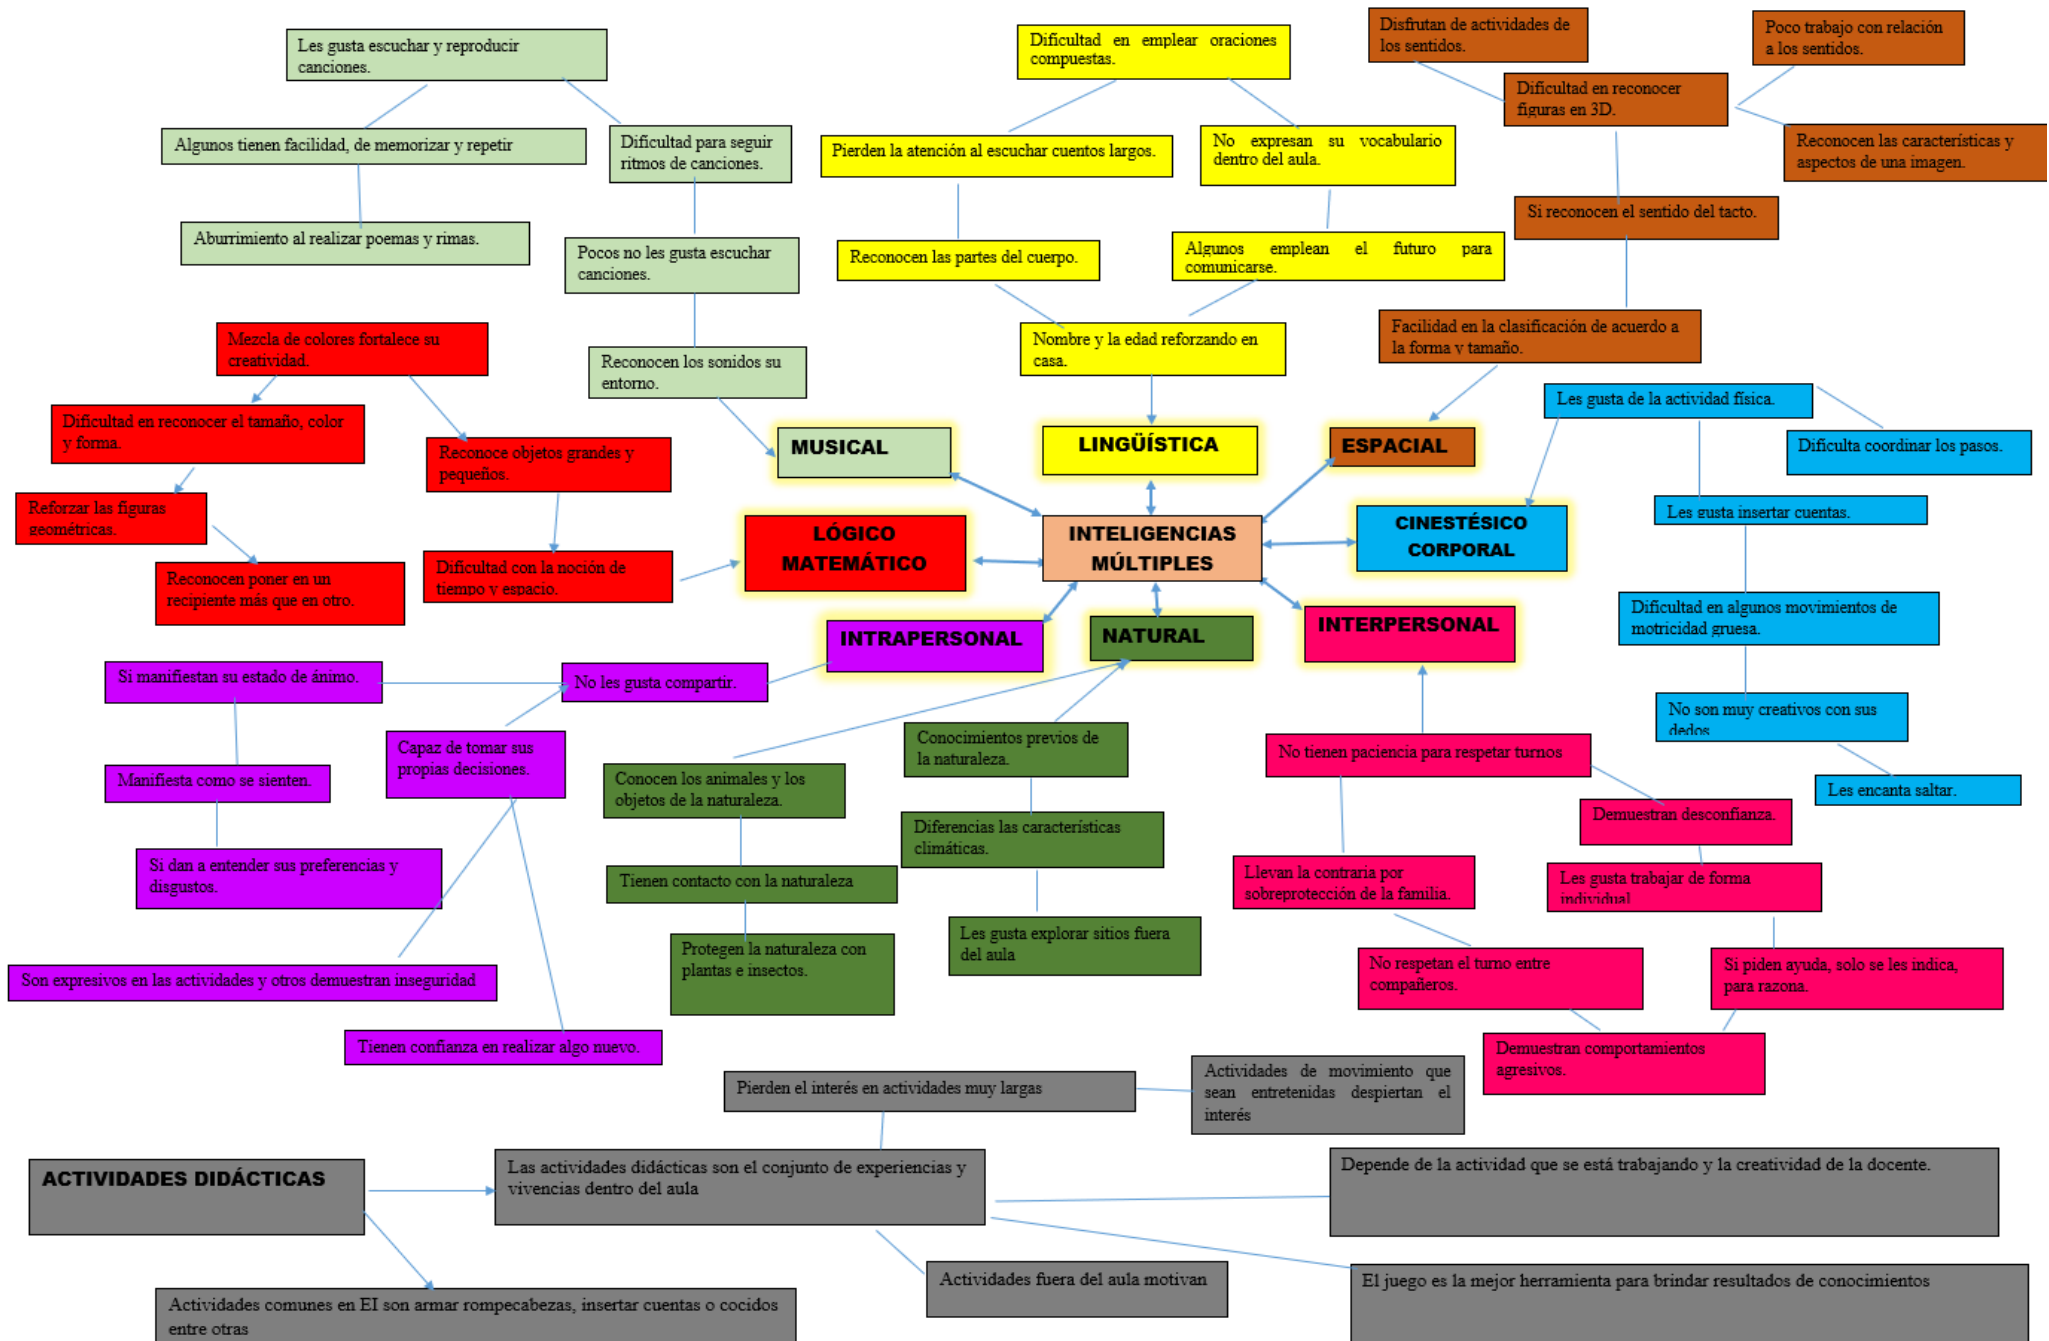 Les gusta escuchar y reproducir
canciones.
Algunos tienen facilidad, de memorizar y repetir
Dificultad para seguir
ritmos de canciones.
Aburrimiento al realizar poemas y rimas.
Pocos no les gusta escuchar
canciones.
Reconocen los sonidos su
entorno.
MUSICAL
Dificultad en emplear oraciones
compuestas.
Pierden la atención al escuchar cuentos largos.
No expresan su vocabulario
dentro del aula.
Reconocen las partes del cuerpo.
Algunos emplean el futuro para
comunicarse.
Nombre y la edad reforzando en
casa.
LINGÜÍSTICA
Disfrutan de actividades de
los sentidos.
Poco trabajo con relación
a los sentidos.
Dificultad en reconocer
figuras en 3D.
Reconocen las características y
aspectos de una imagen.
Si reconocen el sentido del tacto.
Facilidad en la clasificación de acuerdo a
la forma y tamaño.
ESPACIAL
Mezcla de colores fortalece su
creatividad.
Dificultad en reconocer el tamaño, color
y forma.
Reconoce objetos grandes y
pequeños.
Reforzar las figuras
geométricas.
Reconocen poner en un
recipiente más que en otro.
Dificultad con la noción de
tiempo y espacio.
LÓGICO
MATEMÁTICO
INTELIGENCIAS
MÚLTIPLES
Les gusta de la actividad física.
Dificulta coordinar los pasos.
Les gusta insertar cuentas.
CINESTÉSICO
CORPORAL
Dificultad en algunos movimientos de
motricidad gruesa.
No son muy creativos con sus
dedos
Les encanta saltar.
INTRAPERSONAL
NATURAL
INTERPERSONAL
Si manifiestan su estado de ánimo.
No les gusta compartir.
Capaz de tomar sus
propias decisiones.
Manifiesta como se sienten.
Si dan a entender sus preferencias y
disgustos.
Son expresivos en las actividades y otros demuestran inseguridad
Tienen confianza en realizar algo nuevo.
Conocimientos previos de
la naturaleza.
Conocen los animales y los
objetos de la naturaleza.
Diferencias las características
climáticas.
Tienen contacto con la naturaleza
Les gusta explorar sitios fuera
del aula
Protegen la naturaleza con
plantas e insectos.
No tienen paciencia para respetar turnos
Demuestran desconfianza.
Llevan la contraria por
sobreprotección de la familia.
Les gusta trabajar de forma
individual
No respetan el turno entre
compañeros.
Si piden ayuda, solo se les indica,
para razona.
Demuestran comportamientos
agresivos.
Pierden el interés en actividades muy largas
Actividades de movimiento que
sean entretenidas despiertan el
interés
ACTIVIDADES DIDÁCTICAS
Las actividades didácticas son el conjunto de experiencias y
vivencias dentro del aula
Depende de la actividad que se está trabajando y la creatividad de la docente.
Actividades fuera del aula motivan
El juego es la mejor herramienta para brindar resultados de conocimientos
Actividades comunes en EI son armar rompecabezas, insertar cuentas o cocidos
entre otras